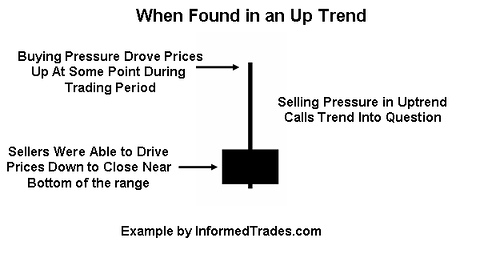 When Found in an Up Trend
Buying Pressure Drove Prices
Up At Some Point During
Trading Period
Selling Pressure in Uptrend
Calls Trend Into Question
Sellers Were Able to Drive
Prices Down to Close Near
Bottom of the range
Example by InformedTrades.com